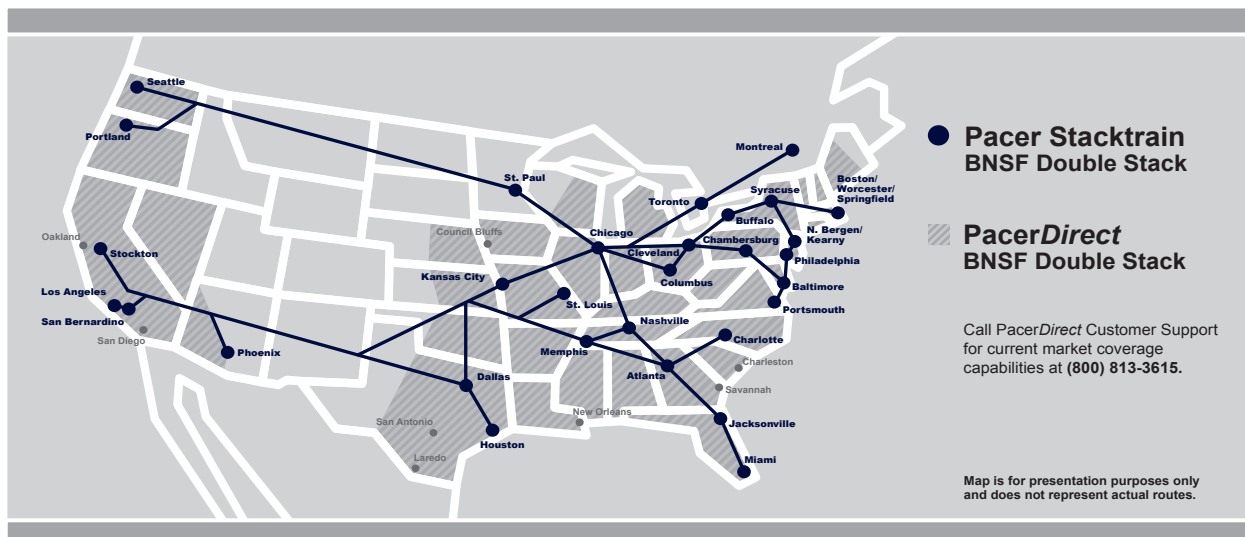 Seattle
Portland
Montreal
St. Paul
Boston/
Worcester/
Springfield
Syracuse
Toronto
Buffalo
Oakland
Council Bluffs
Chicago
N. Bergen/
Kearny
Stockton
Cleveland
Chambersburg
Philadelphia
Kansas City
Columbus
Baltimore
Los Angeles
St. Louis
Portsmouth
San Bernardino
Nashville
San Diego
Charlotte
Phoenix
Memphis
Charleston
Dallas
Atlanta
Savannah
New Orleans
San Antonio
Jacksonville
Houston
Laredo
Miami
Pacer Stacktrain
BNSF Double Stack
PacerDirect
BNSF Double Stack
Call PacerDirect Customer Support
for current market coverage
capabilities at (800) 813-3615.
Map is for presentation purposes only
and does not represent actual routes.